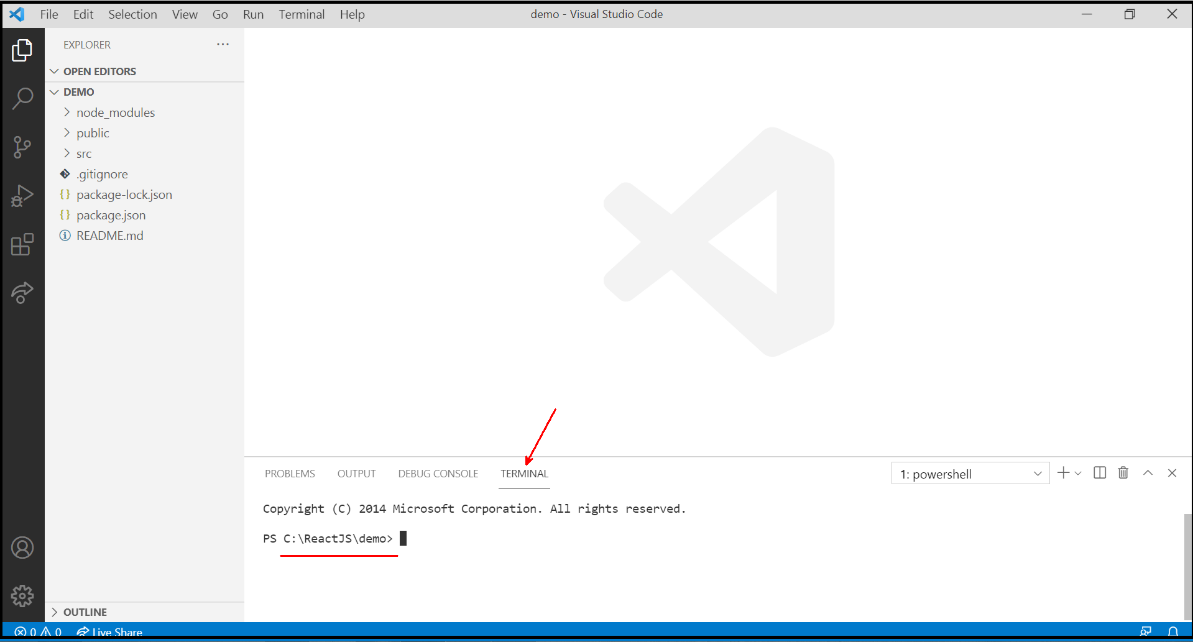 File Edit Selection View Go Run Terminal Help demo - Visual Studio Code
EXPLORER ...
OPEN EDITORS
DEMO
node_modules
public
src
.gitignore
{} package-lock.json
{} package.json
README.md
PROBLEMS OUTPUT DEBUG CONSOLE TERMINAL 1: powershell
Copyright (C) 2014 Microsoft Corporation. All rights reserved.
PS C:\ReactJS\demo>
OUTLINE
0 0 Live Share